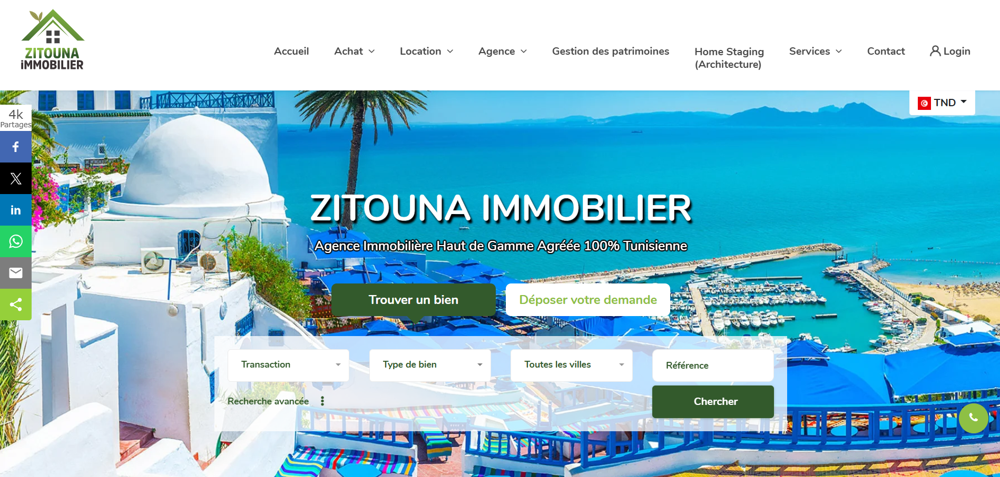 ZITOUNA
iMMOBILIER
Accueil
Achat
Location
Agence
Gestion des patrimoines
Home Staging
(Architecture)
Services
Contact
Login
TND
4k
Partages
ZITOUNA IMMOBILIER
Agence Immobilière Haut de Gamme Agréée 100% Tunisienne
Trouver un bien
Déposer votre demande
Transaction
Type de bien
Toutes les villes
Référence
Recherche avancée
Chercher